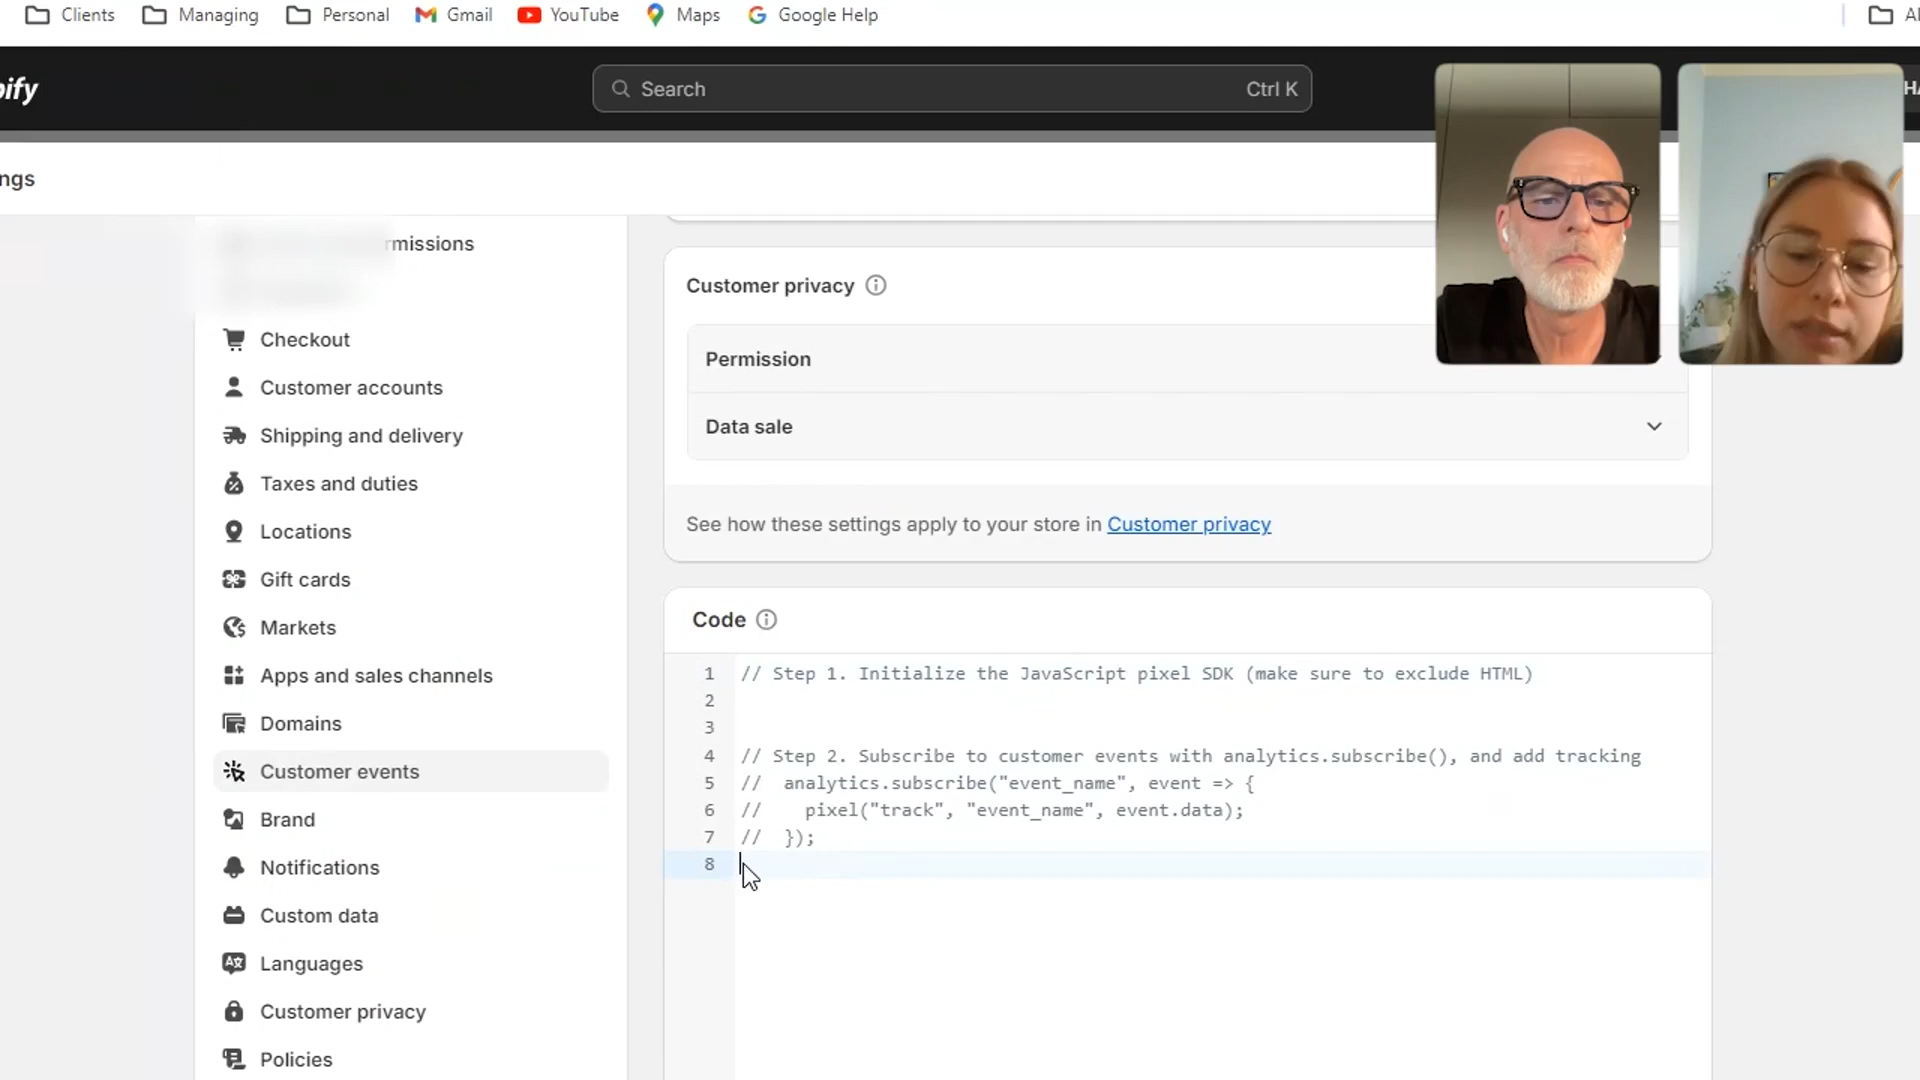 Clients Managing Personal Gmail YouTube Maps Google Help
pify Search Ctrl K
ngs
rmissions
Checkout
Customer accounts
Shipping and delivery
Taxes and duties
Locations
Gift cards
Markets
Apps and sales channels
Domains
Customer events
Brand
Notifications
Custom data
Languages
Customer privacy
Policies
Customer privacy
Permission
Data sale
See how these settings apply to your store in Customer privacy
Code
1 // Step 1. Initialize the JavaScript pixel SDK (make sure to exclude HTML)
2
3
4 // Step 2. Subscribe to customer events with analytics.subscribe(), and add tracking
5 // analytics.subscribe("event_name", event => {
6 // pixel("track", "event_name", event.data);
7 // });
8